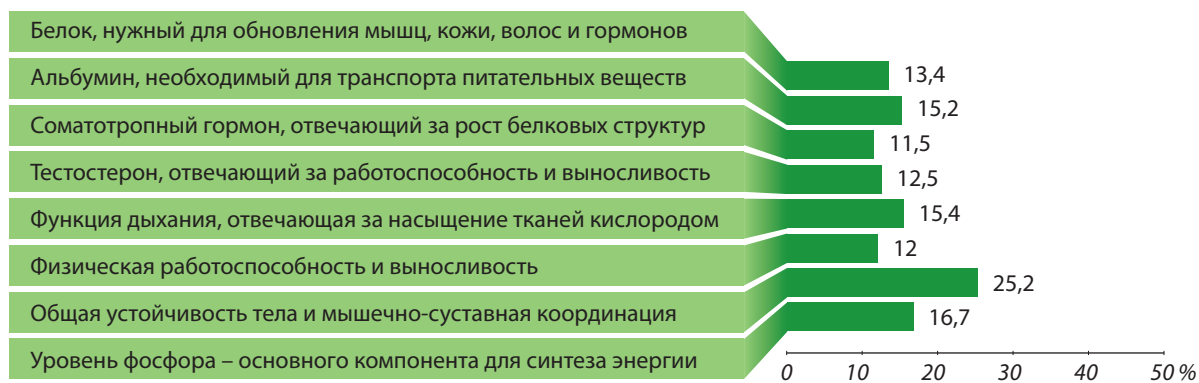 Белок, нужный для обновления мышц, кожи, волос и гормонов
13,4
Альбумин, необходимый для транспорта питательных веществ
15,2
Соматотропный гормон, отвечающий за рост белковых структур
11,5
Тестостерон, отвечающий за работоспособность и выносливость
12,5
Функция дыхания, отвечающая за насыщение тканей кислородом
15,4
Физическая работоспособность и выносливость
12
Общая устойчивость тела и мышечно-суставная координация
25,2
Уровень фосфора – основного компонента для синтеза энергии
16,7
0 10 20 30 40 50 %